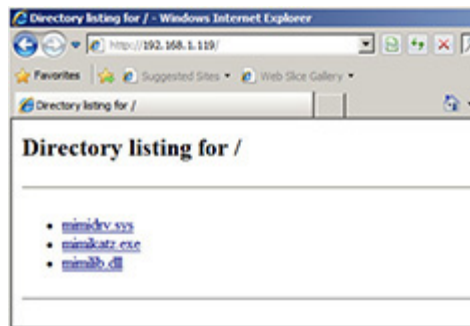 Directory listing for / - Windows Internet Explorer
http://192.168.1.119/
Favorites Suggested Sites Web Slice Gallery
Directory listing for /
Directory listing for /
mimidrv.sys
mimikatz.exe
mimilib.dll